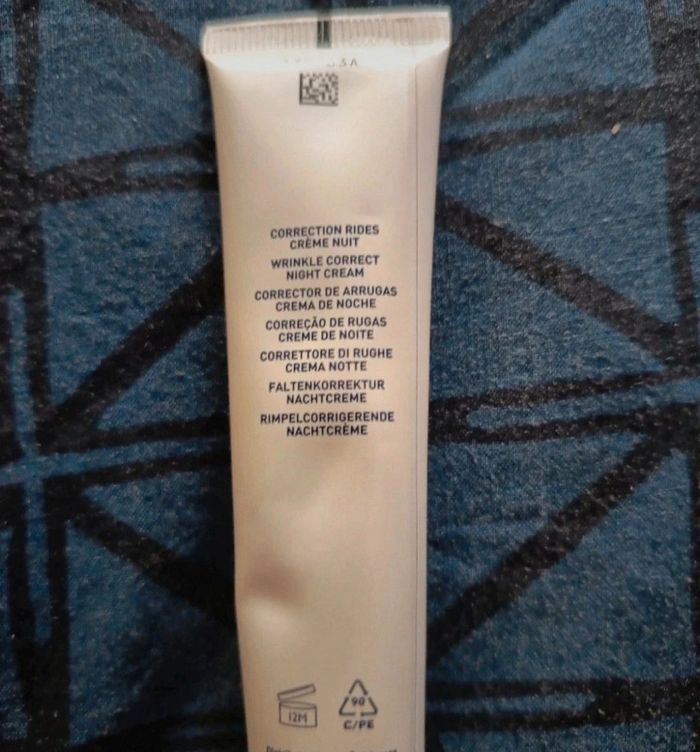 CORRECTION RIDES
CRÈME NUIT
WRINKLE CORRECT
NIGHT CREAM
CORRECTOR DE ARRUGAS
CREMA DE NOCHE
CORREÇÃO DE RUGAS
CREME DE NOITE
CORRETTORE DI RUGHE
CREMA NOTTE
FALTENKORREKTUR
NACHTCREME
RIMPELCORRIGERENDE
NACHTCRÈME
12M
90
C/PE